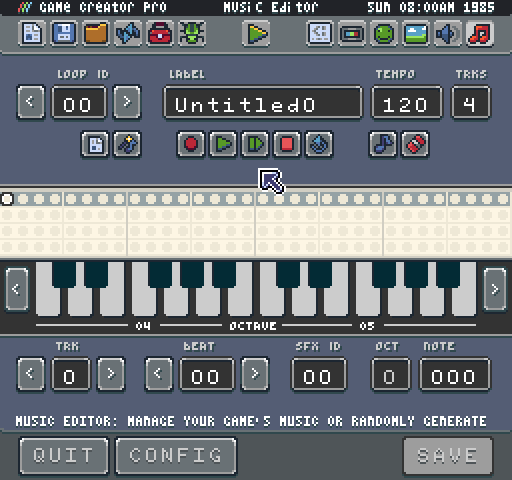 Game Creator Pro Music Editor SUN 08:00AM 1985
LOOP ID LABEL TEMPO TRKS
< 00 > Untitled0 120 4
< >
04 OCTAVE 05
TRK BEAT SFX ID OCT NOTE
< 0 > < 00 > 00 0 000
MUSIC EDITOR: MANAGE YOUR GAME'S MUSIC OR RANDOMLY GENERATE
QUIT CONFIG SAVE